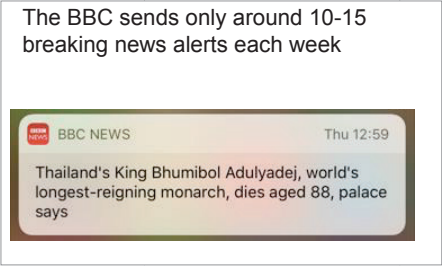 The BBC sends only around 10-15
breaking news alerts each week
BBC NEWS
BBC NEWS Thu 12:59
Thailand's King Bhumibol Adulyadej, world's
longest-reigning monarch, dies aged 88, palace
says